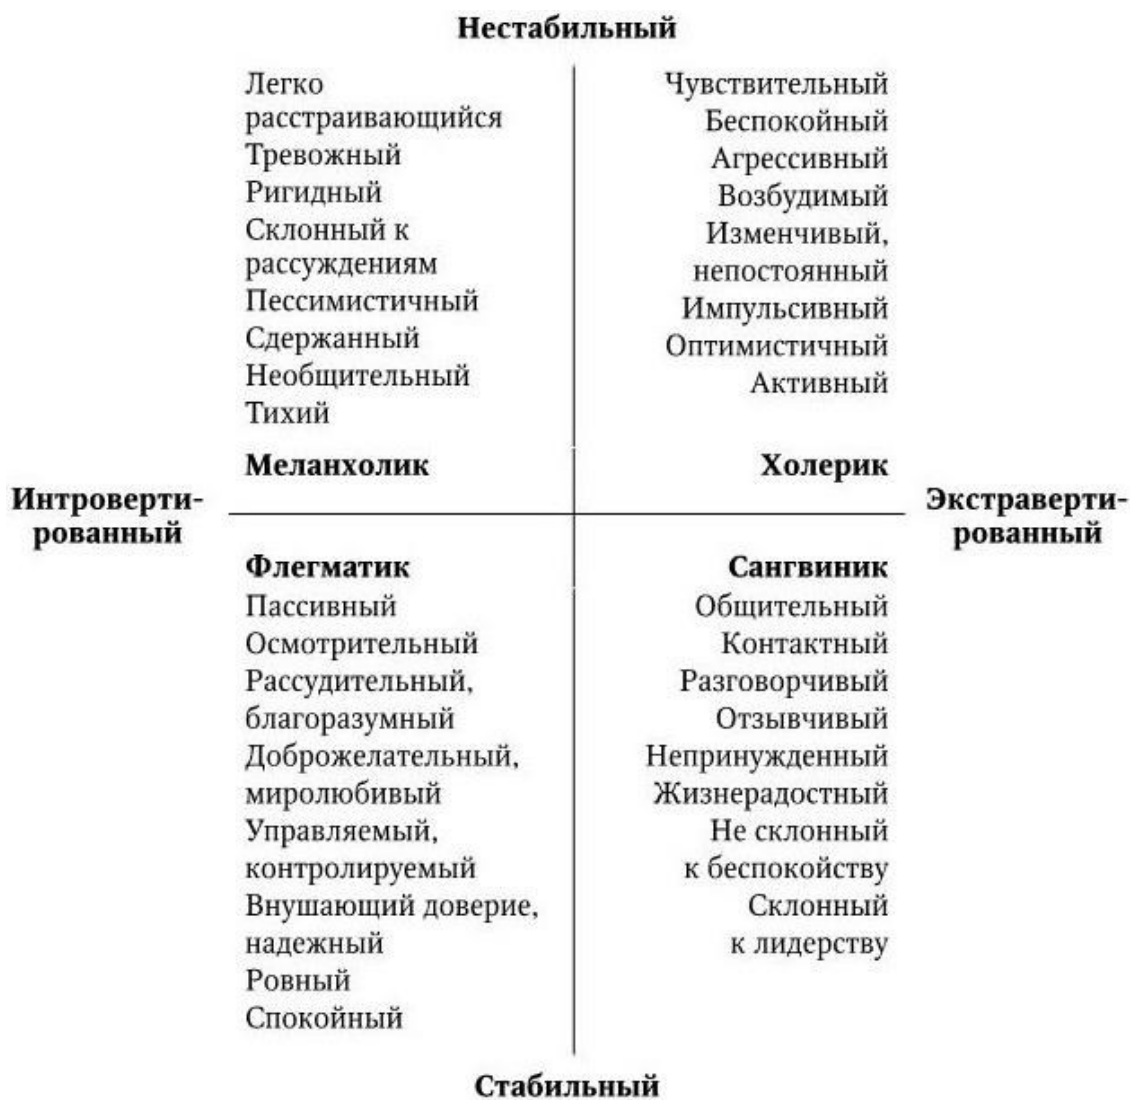 Нестабильный
Легко
расстраивающийся
Тревожный
Ригидный
Склонный к
рассуждениям
Пессимистичный
Сдержанный
Необщительный
Тихий
Меланхолик
Чувствительный
Беспокойный
Агрессивный
Возбудимый
Изменчивый,
непостоянный
Импульсивный
Оптимистичный
Активный
Холерик
Интроверти-
рованный
Экстраверти-
рованный
Флегматик
Пассивный
Осмотрительный
Рассудительный,
благоразумный
Доброжелательный,
миролюбивый
Управляемый,
контролируемый
Внушающий доверие,
надежный
Ровный
Спокойный
Сангвиник
Общительный
Контактный
Разговорчивый
Отзывчивый
Непринужденный
Жизнерадостный
Не склонный
к беспокойству
Склонный
к лидерству
Стабильный